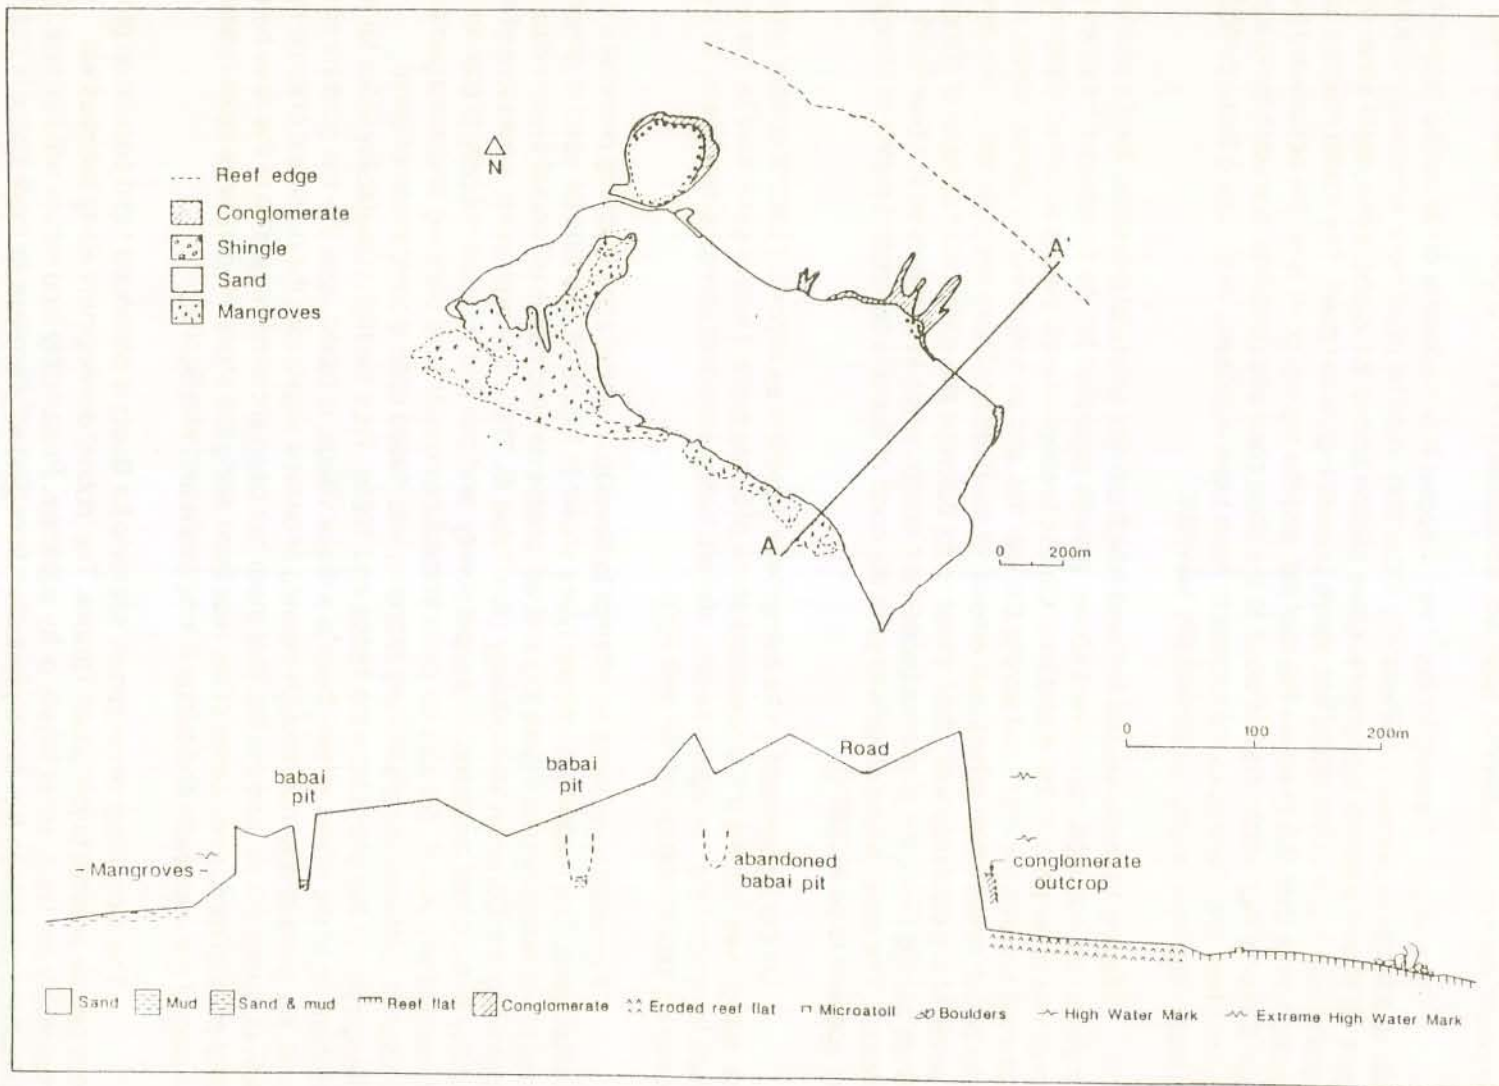 N
Reef edge
Conglomerate
Shingle
Sand
Mangroves
A'
A
0 200m
0 100 200m
Road
babai
pit
babai
pit
- Mangroves -
abandoned
babai pit
conglomerate
outcrop
Sand Mud Sand & mud Reef flat Conglomerate Eroded reef flat Microatoll Boulders High Water Mark Extreme High Water Mark